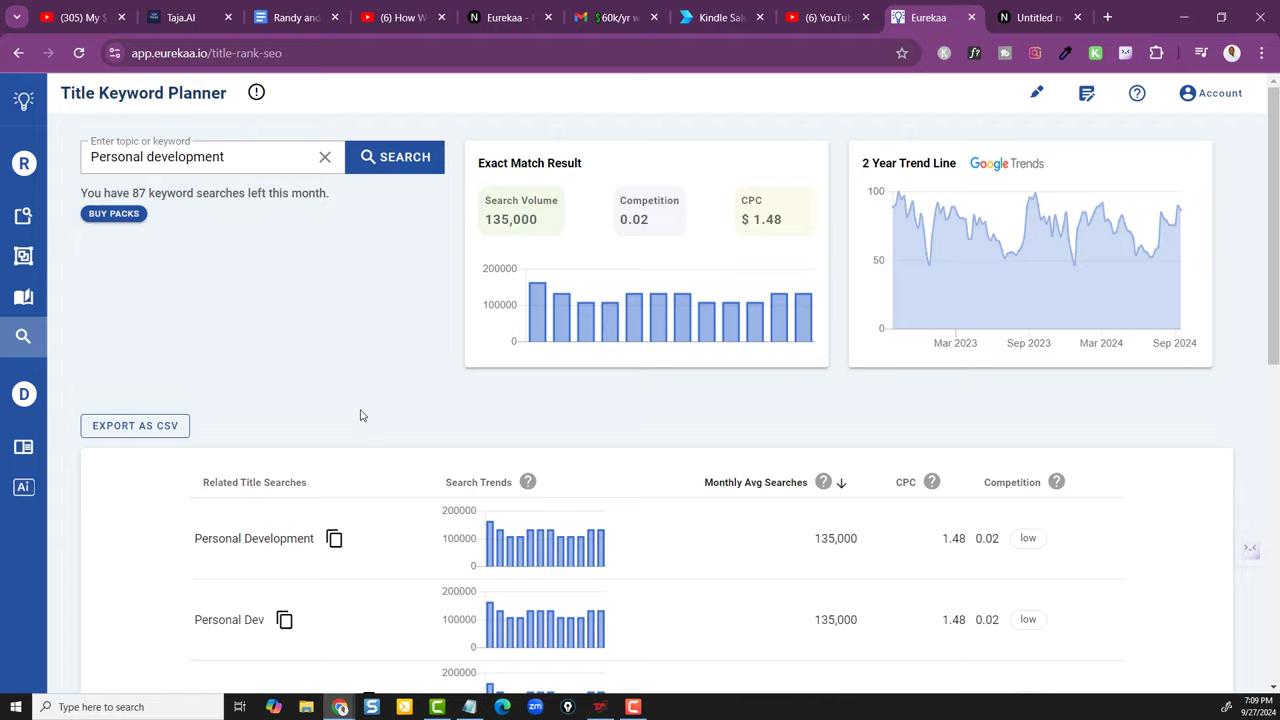 (305) My S
Taja.AI
Randy and
(6) How W
Eurekaa -
$60k/yr w
Kindle Sale
(6) YouTub
Eurekaa
Untitled no
app.eurekaa.io/title-rank-seo
Title Keyword Planner
Account
Enter topic or keyword
Personal development
SEARCH
You have 87 keyword searches left this month.
BUY PACKS
Exact Match Result
Search Volume Competition CPC
135,000 0.02 $ 1.48
200000
100000
0
2 Year Trend Line Google Trends
100
50
0
Mar 2023 Sep 2023 Mar 2024 Sep 2024
EXPORT AS CSV
Related Title Searches Search Trends ? Monthly Avg Searches ? CPC ? Competition ?
200000
Personal Development 100000 135,000 1.48 0.02 low
0
200000
Personal Dev 100000 135,000 1.48 0.02 low
0
200000
R
D
Ai
Type here to search
zm
7:09 PM
9/27/2024